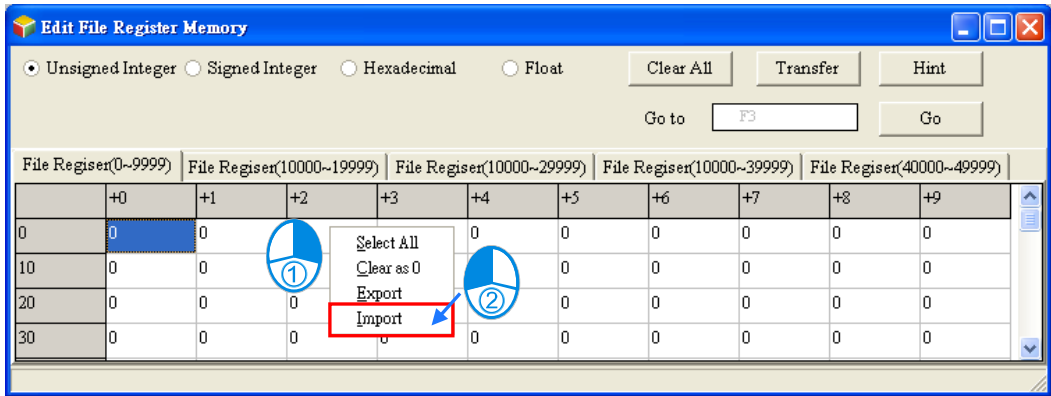 Edit File Register Memory
Unsigned Integer Signed Integer Hexadecimal Float Clear All Transfer Hint
Go to F3 Go
File Regiser(0~9999) File Regiser(10000~19999) File Regiser(10000~29999) File Regiser(10000~39999) File Regiser(40000~49999)
+0 +1 +2 +3 +4 +5 +6 +7 +8 +9
0 0 0 0 0 0 0 0 0
10 0 0 0 0 0 0 0
20 0 0 0 0 0 0 0 0
30 0 0 0 0 0 0 0 0 0 0
Select All
Clear as 0
Export
Import
①
②